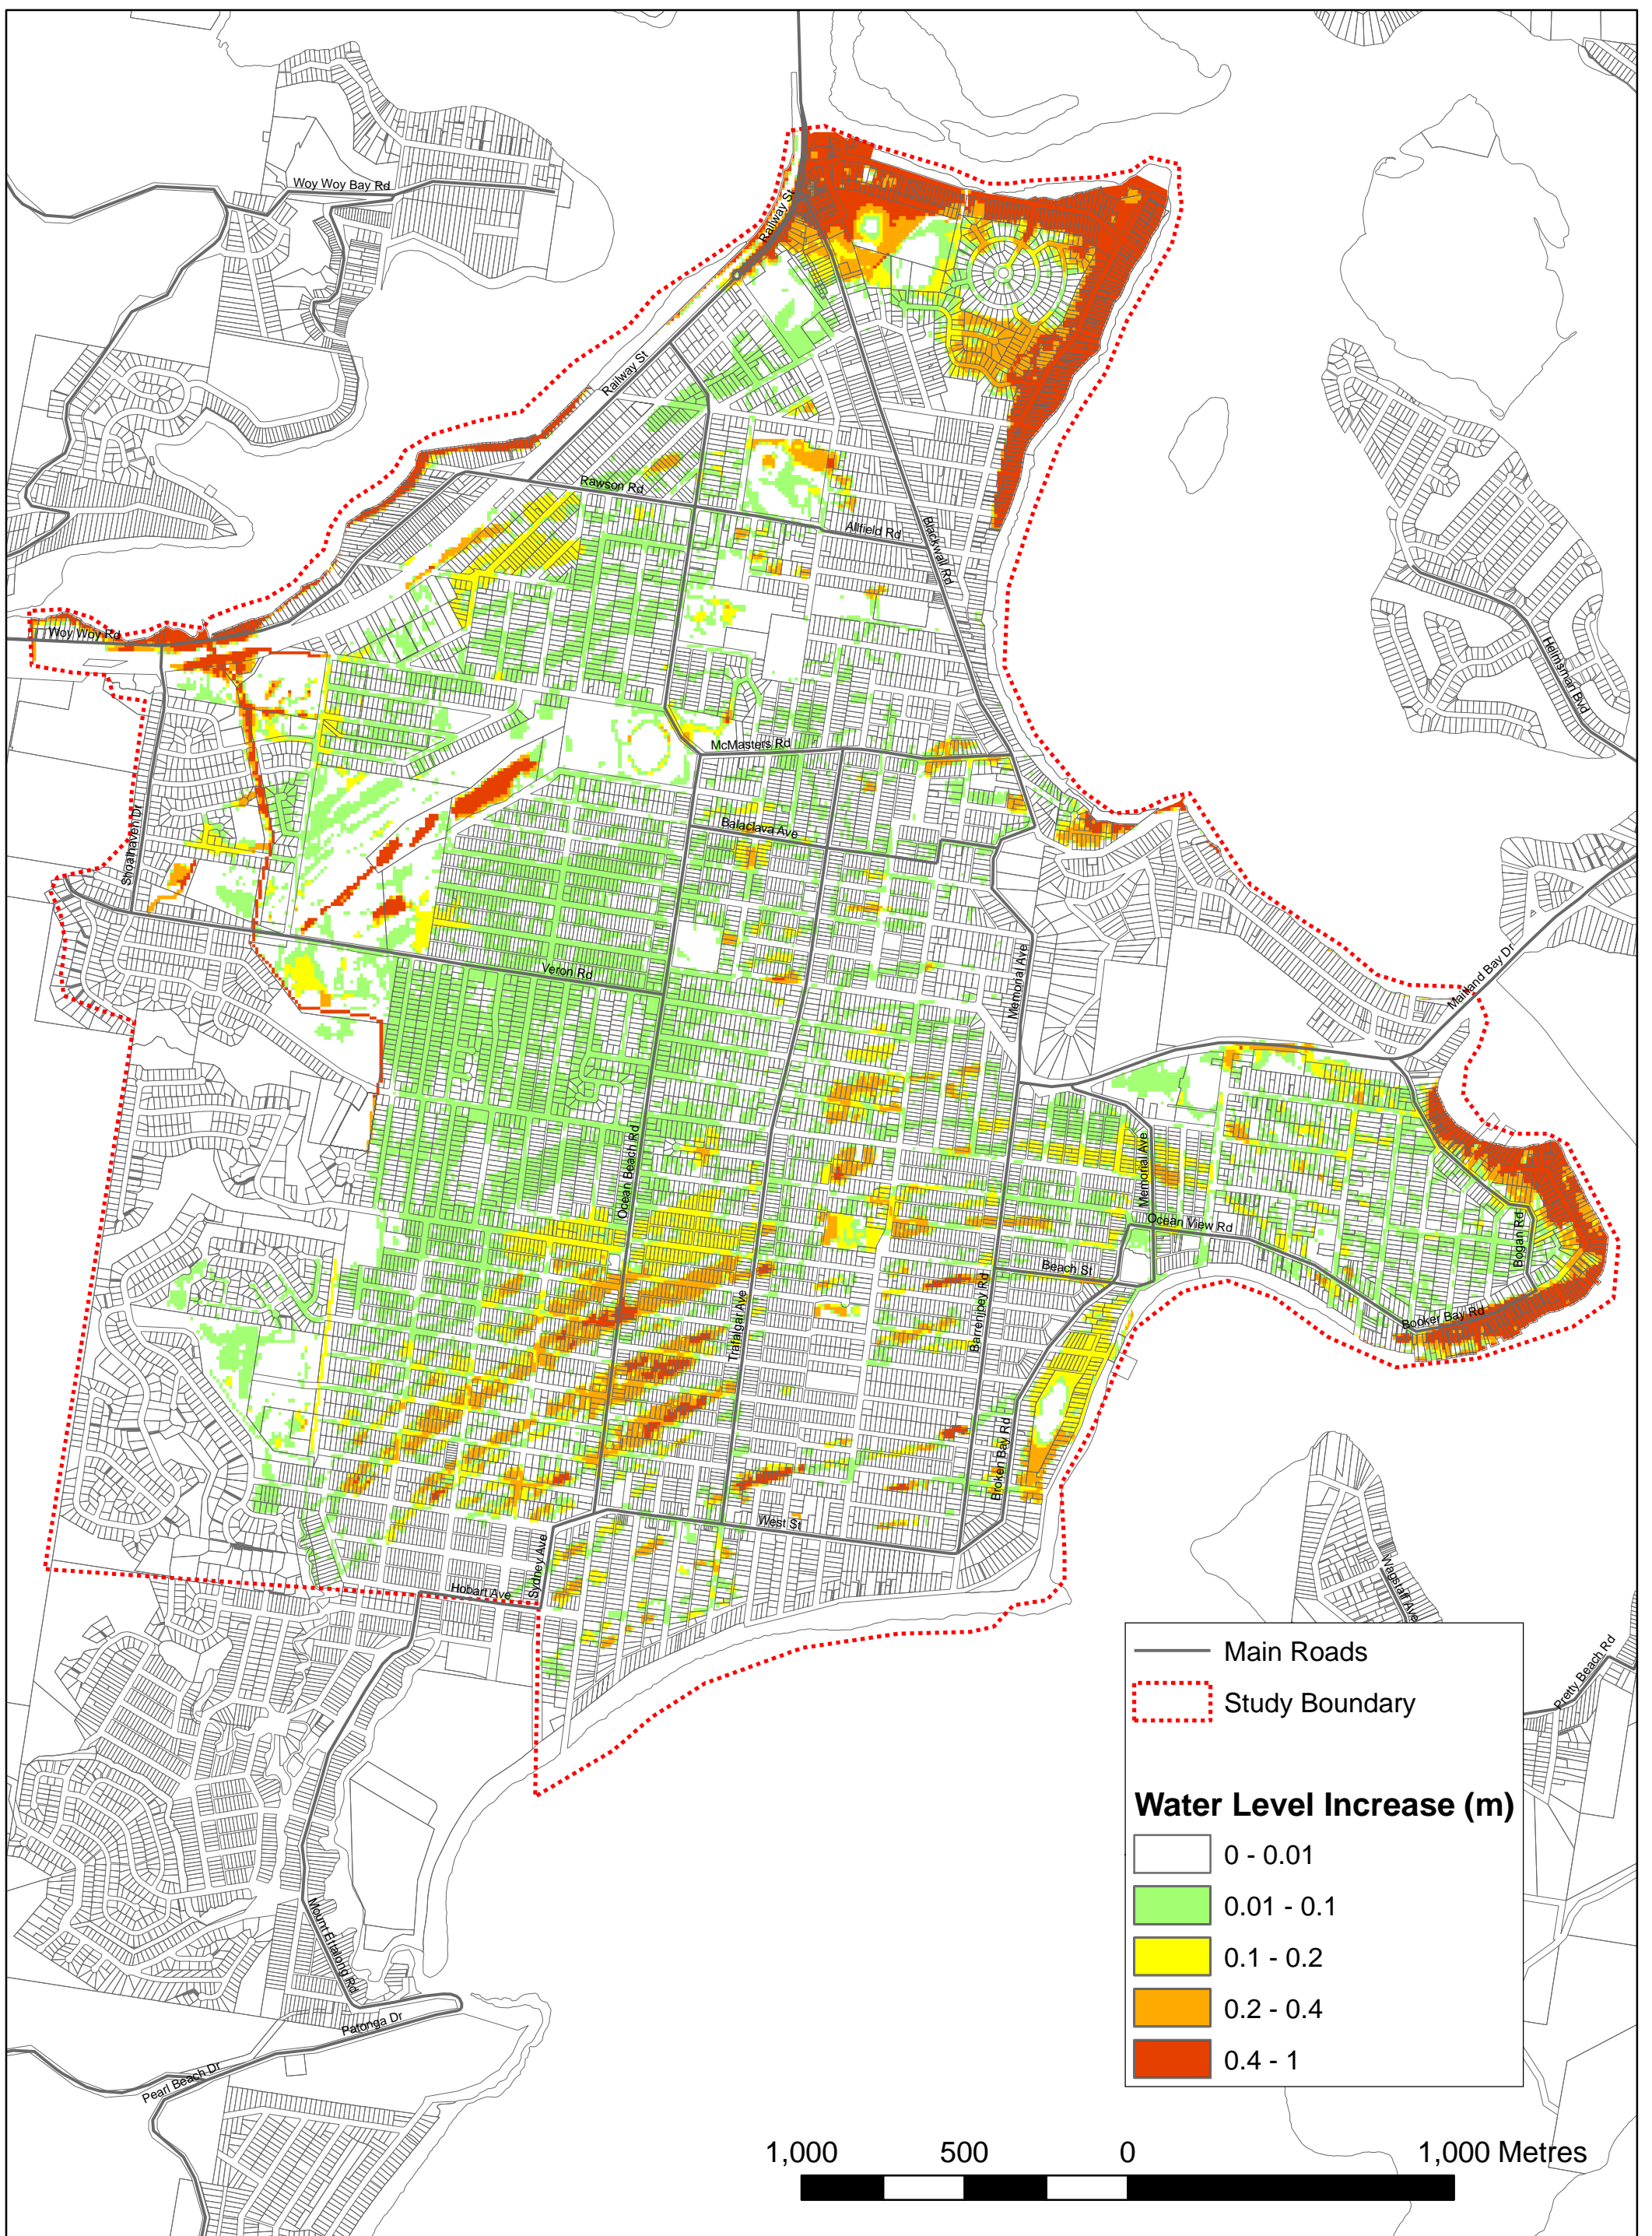 Woy Woy Bay Rd
Railway St
Railway St
Rawson Rd
Allfield Rd
Blackwall Rd
Helmsman Blvd
Woy Woy Rd
McMasters Rd
Balaclava Ave
Shoalhaven Dr
Veron Rd
Memorial Ave
Maitland Bay Dr
Ocean Beach Rd
Memorial Ave
Ocean View Rd
Bogan Rd
Beach St
Trafalgar Ave
Barrenjoey Rd
Booker Bay Rd
Broken Bay Rd
West St
Sydney Ave
Hobart Ave
Wagstaff Ave
Pretty Beach Rd
Main Roads
Study Boundary
Water Level Increase (m)
0 - 0.01
0.01 - 0.1
0.1 - 0.2
0.2 - 0.4
0.4 - 1
Mount Ettalong Rd
Patonga Dr
Pearl Beach Dr
1,000 500 0 1,000 Metres